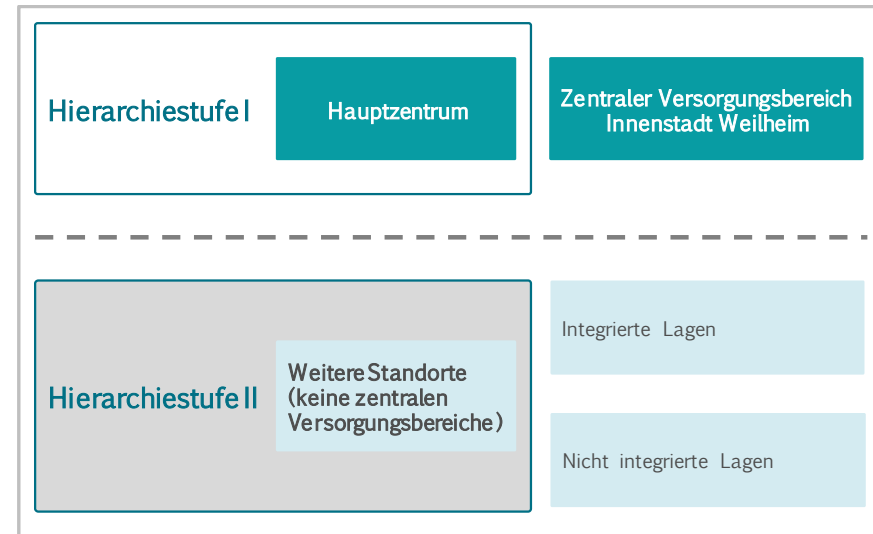 Hierarchiestufe I
Hauptzentrum
Zentraler Versorgungsbereich
Innenstadt Weilheim
Hierarchiestufe II
Weitere Standorte
(keine zentralen
Versorgungsbereiche)
Integrierte Lagen
Nicht integrierte Lagen